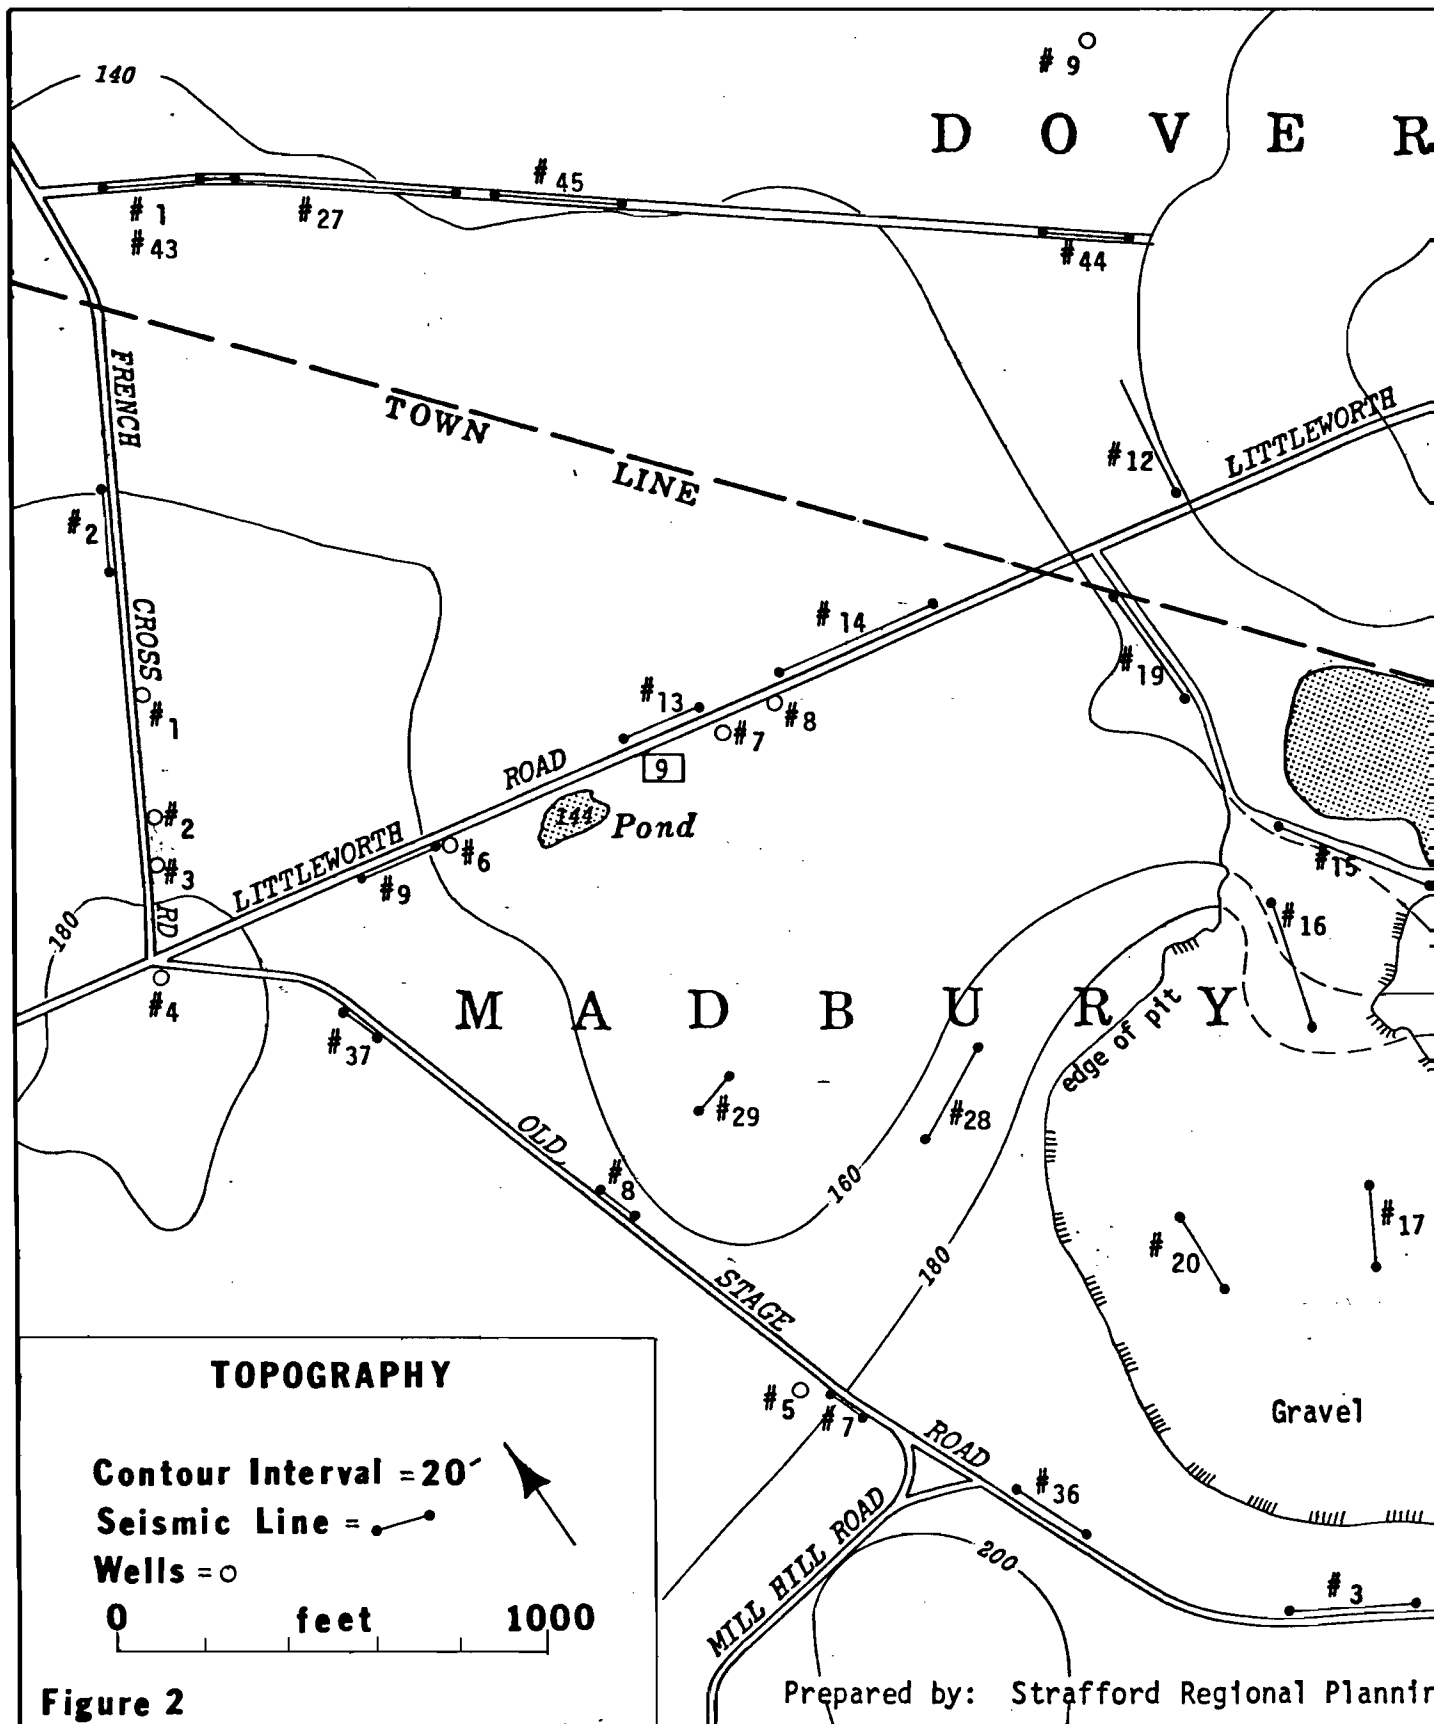 140
# 9
D O V E R
# 45
# 1
# 27
# 43
# 44
FRENCH
TOWN
LINE
LITTLEWORTH
# 12
# 2
CROSS
# 14
# 13
# 19
# 1
# 8
# 7
ROAD
9
144
Pond
# 2
# 6
# 3
LITTLEWORTH
# 9
# 15
180
RD
# 16
# 4
M A D B U R Y
# 37
edge of pit
# 29
# 28
OLD
# 8
160
# 17
# 20
180
STAGE
# 5
# 7
Gravel
ROAD
# 36
MILL HILL ROAD
200
# 3
TOPOGRAPHY
Contour Interval = 20′
Seismic Line =
Wells =
0 feet 1000
Figure 2
Prepared by: Strafford Regional Plannin